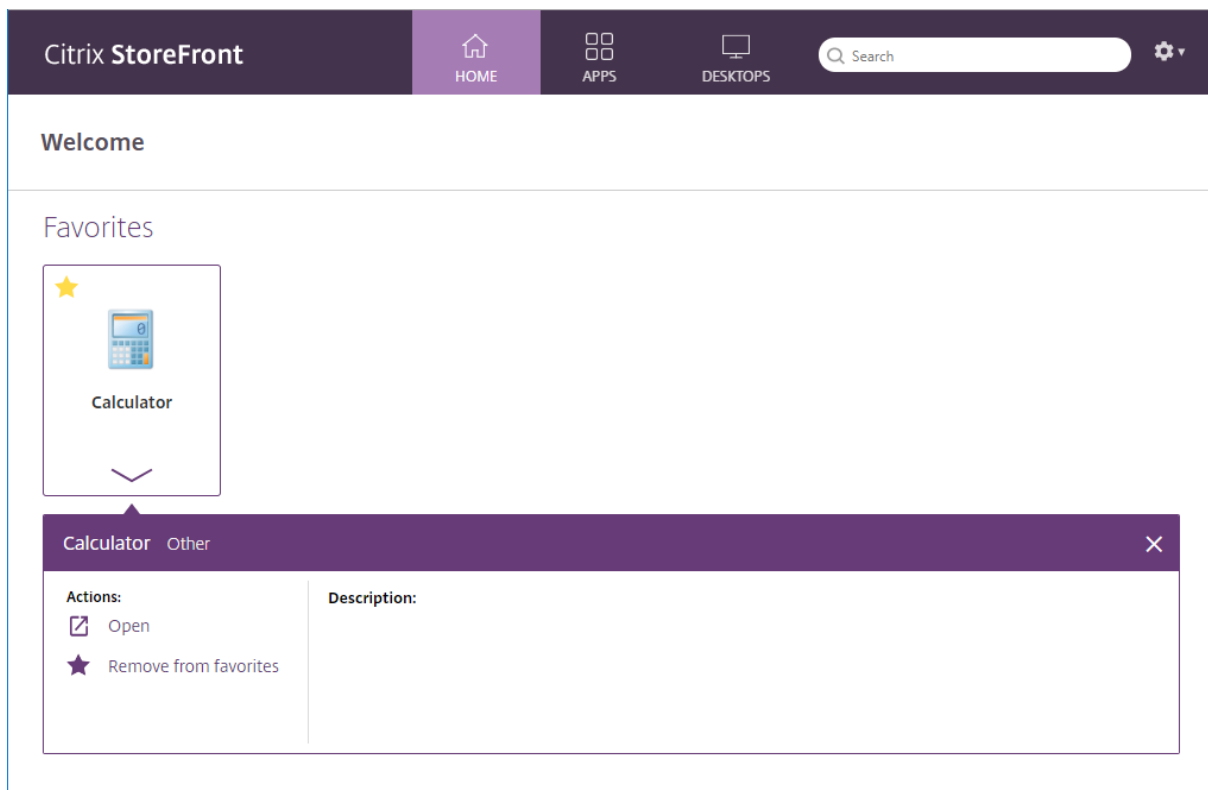 Citrix StoreFront
HOME
APPS
DESKTOPS
Search
Welcome
Favorites
0
Calculator
Calculator Other
Actions:
Description:
Open
Remove from favorites